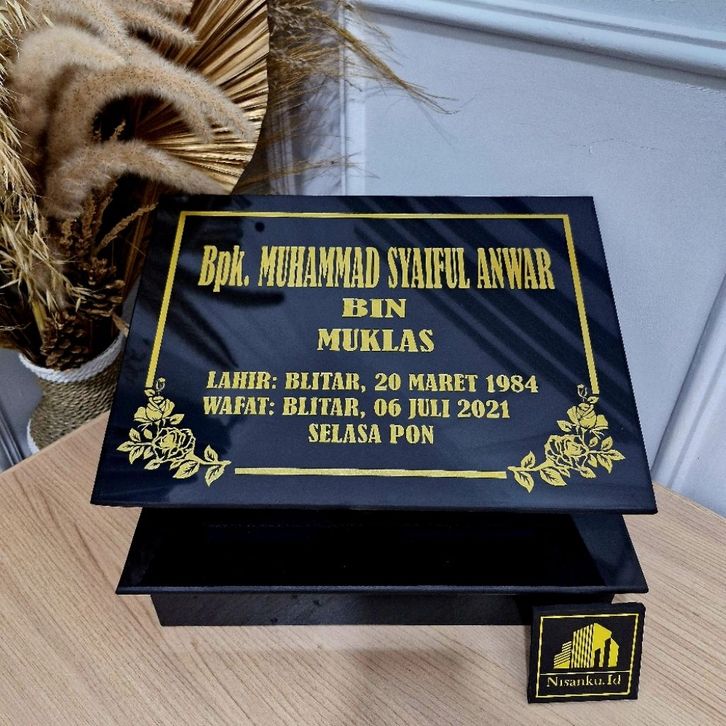 Bpk. MUHAMMAD SYAIFUL ANWAR
BIN
MUKLAS
LAHIR: BLITAR, 20 MARET 1984
WAFAT: BLITAR, 06 JULI 2021
SELASA PON
Nisanku.Id